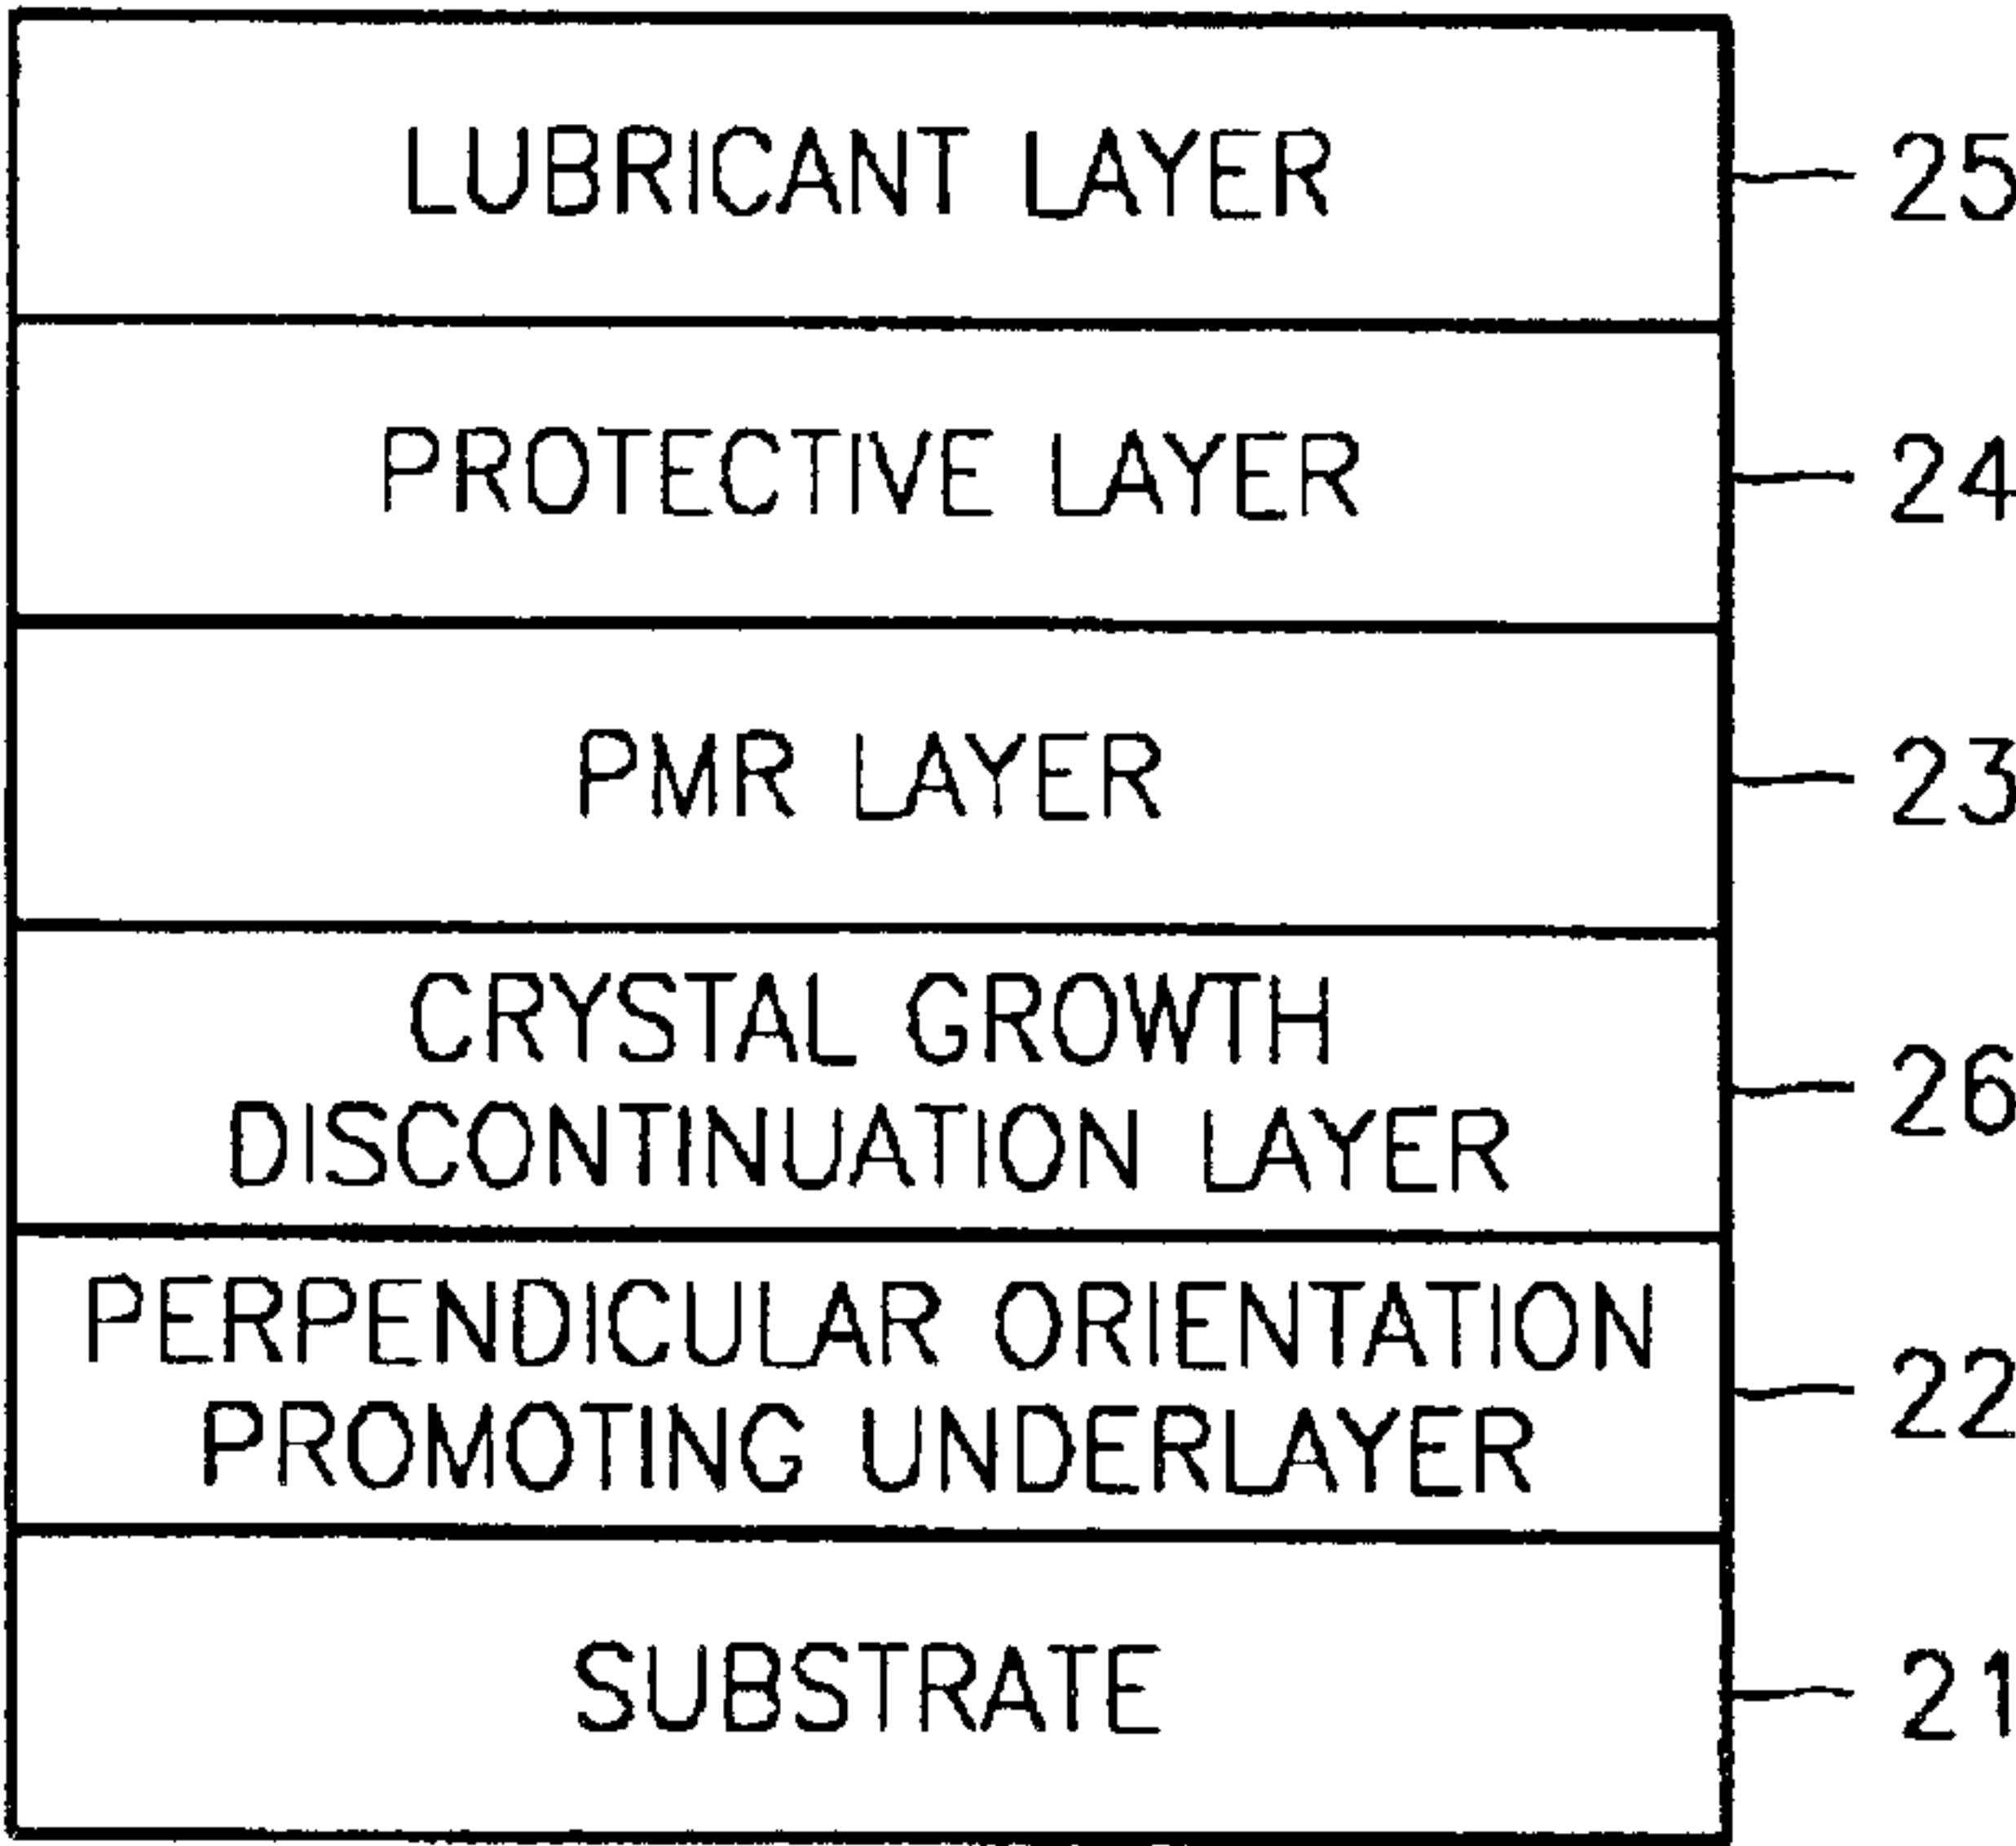 LUBRICANT LAYER 25
PROTECTIVE LAYER 24
PMR LAYER 23
CRYSTAL GROWTH
DISCONTINUATION LAYER 26
PERPENDICULAR ORIENTATION
PROMOTING UNDERLAYER 22
SUBSTRATE 21